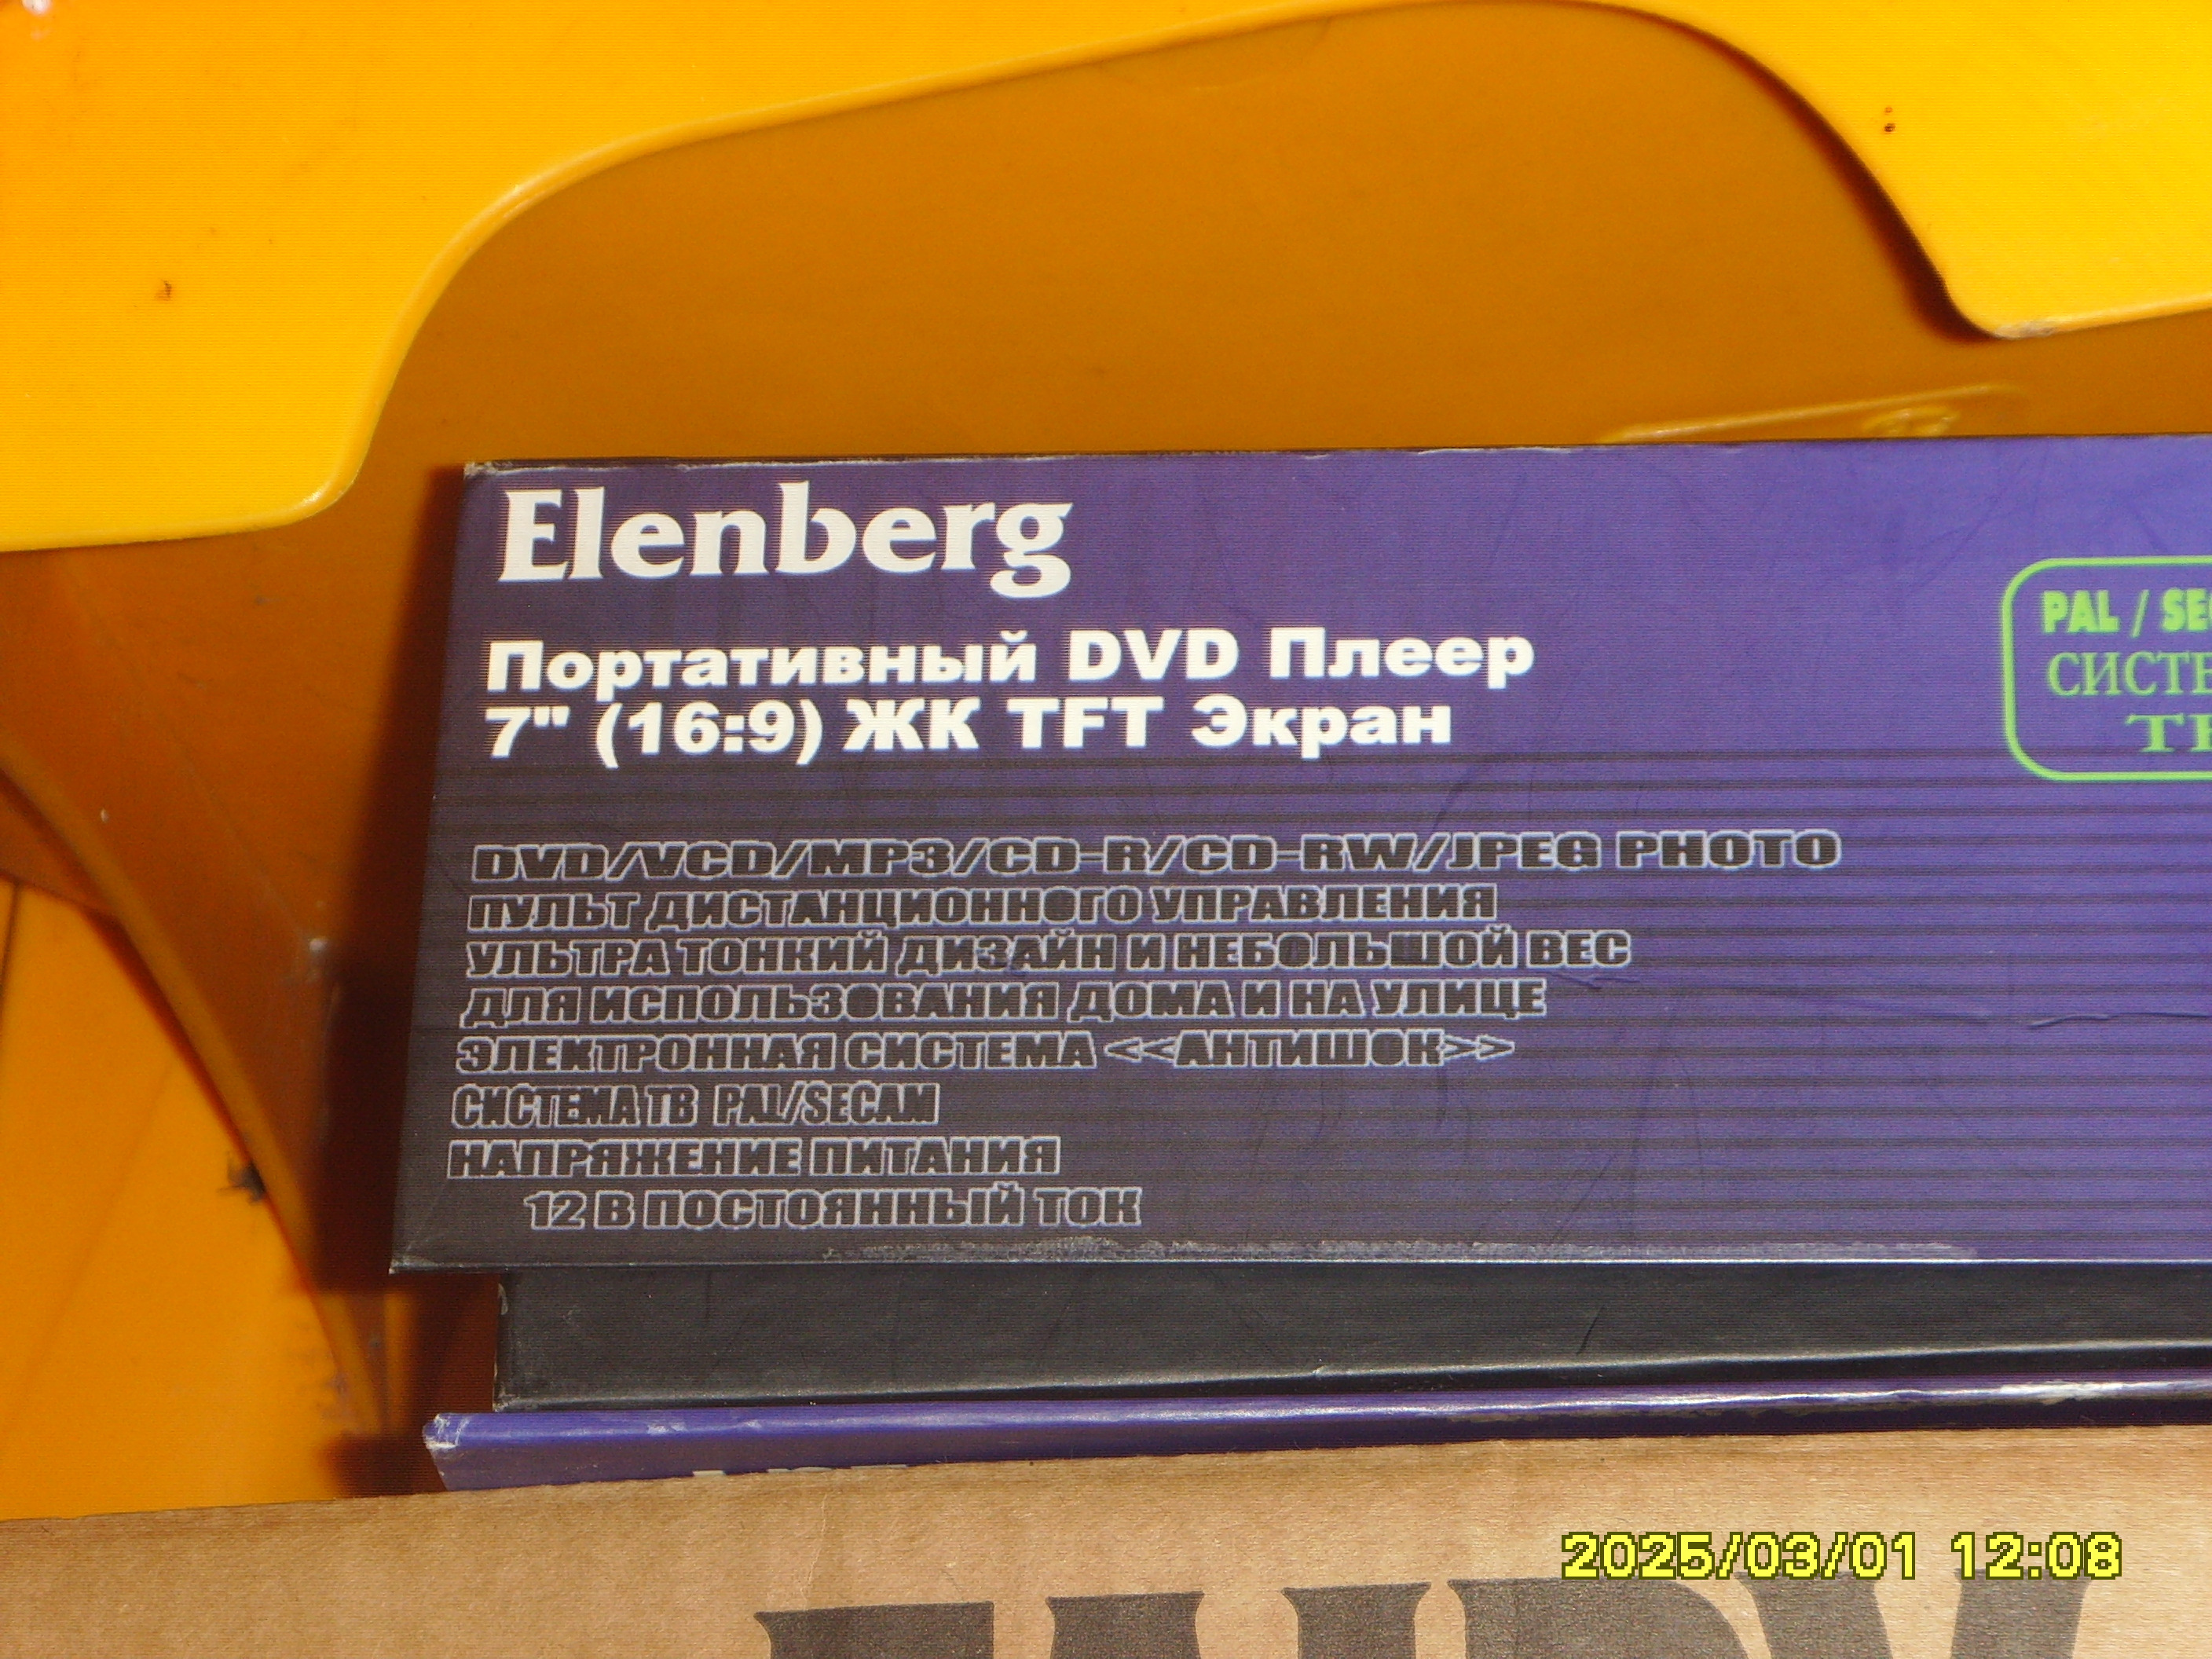 Elenberg
Портативный DVD Плеер
7" (16:9) ЖК TFT Экран
PAL /
DVD/VCD/MP3/CD-R/CD-RW/JPEG PHOTO
ПУЛЬТ ДИСТАНЦИОННОГО УПРАВЛЕНИЯ
УЛЬТРА ТОНКИЙ ДИЗАЙН И НЕБОЛЬШОЙ ВЕС
ДЛЯ ИСПОЛЬЗОВАНИЯ ДОМА И НА УЛИЦЕ
ЭЛЕКТРОННАЯ СИСТЕМА <<АНТИШОК>>
СИСТЕМА ТВ PAL/SECAM
НАПРЯЖЕНИЕ ПИТАНИЯ
12 В ПОСТОЯННЫЙ ТОК
2025/03/01 12:08